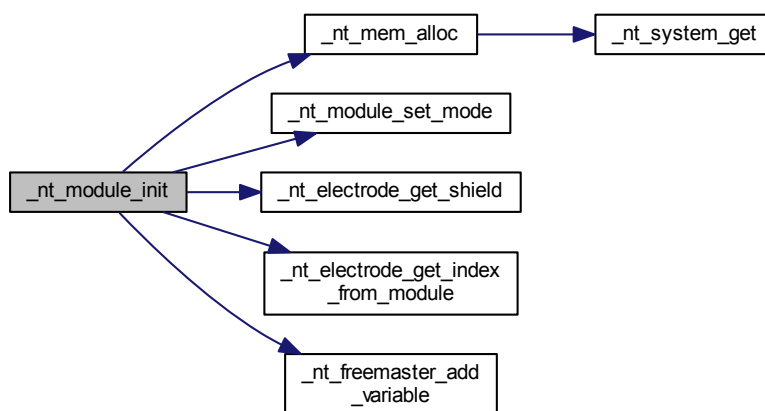 _nt_mem_alloc
_nt_system_get
_nt_module_set_mode
_nt_module_init
_nt_electrode_get_shield
_nt_electrode_get_index
_from_module
_nt_freemaster_add
_variable